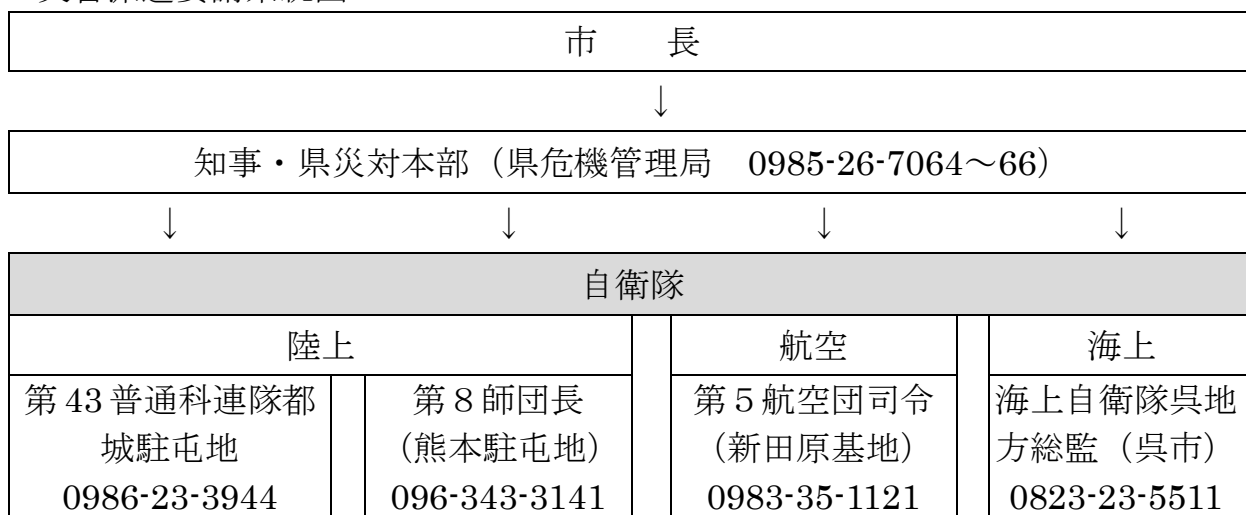 市　　長
↓
知事・県災対本部（県危機管理局　0985-26-7064～66）
↓　↓　↓　↓
自衛隊
陸上　航空　海上
第43普通科連隊都
城駐屯地
0986-23-3944
第８師団長
（熊本駐屯地）
096-343-3141
第５航空団司令
（新田原基地）
0983-35-1121
海上自衛隊呉地
方総監（呉市）
0823-23-5511